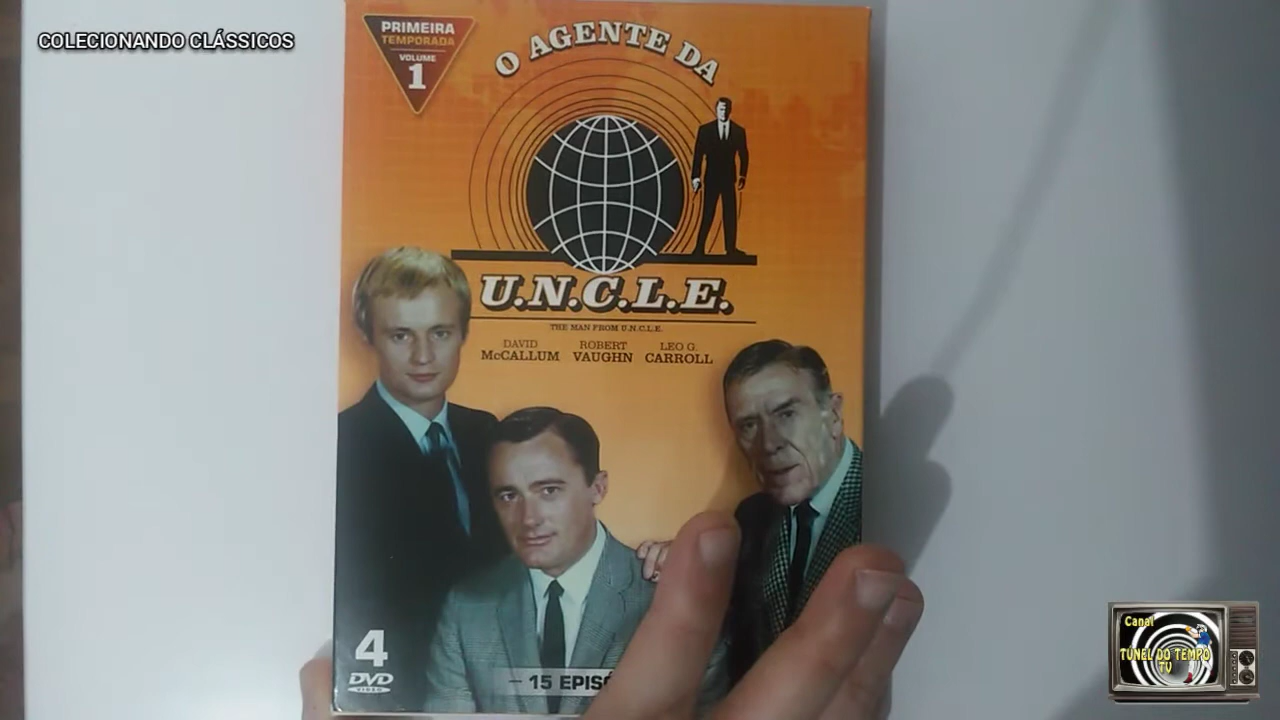 COLECIONANDO CLÁSSICOS
PRIMEIRA
TEMPORADA
VOLUME
1
O AGENTE DA
U.N.C.L.E.
THE MAN FROM U.N.C.L.E.
DAVID
McCALLUM
ROBERT
VAUGHN
LEO G.
CARROLL
4
DVD
VIDEO
– 15 EPISÓ
Canal
TÚNEL DO TEMPO
TV